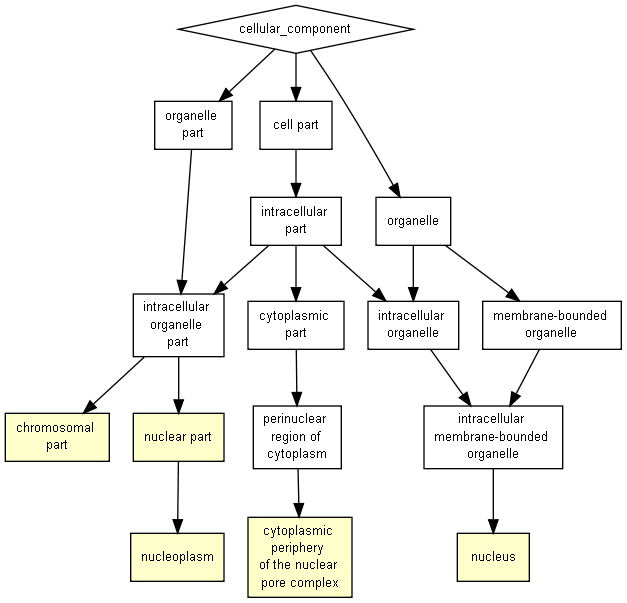 cellular_component
organelle
part
cell part
intracellular
part
organelle
intracellular
organelle
part
cytoplasmic
part
intracellular
organelle
membrane-bounded
organelle
chromosomal
part
nuclear part
perinuclear
region of
cytoplasm
intracellular
membrane-bounded
organelle
nucleoplasm
cytoplasmic
periphery
of the nuclear
pore complex
nucleus